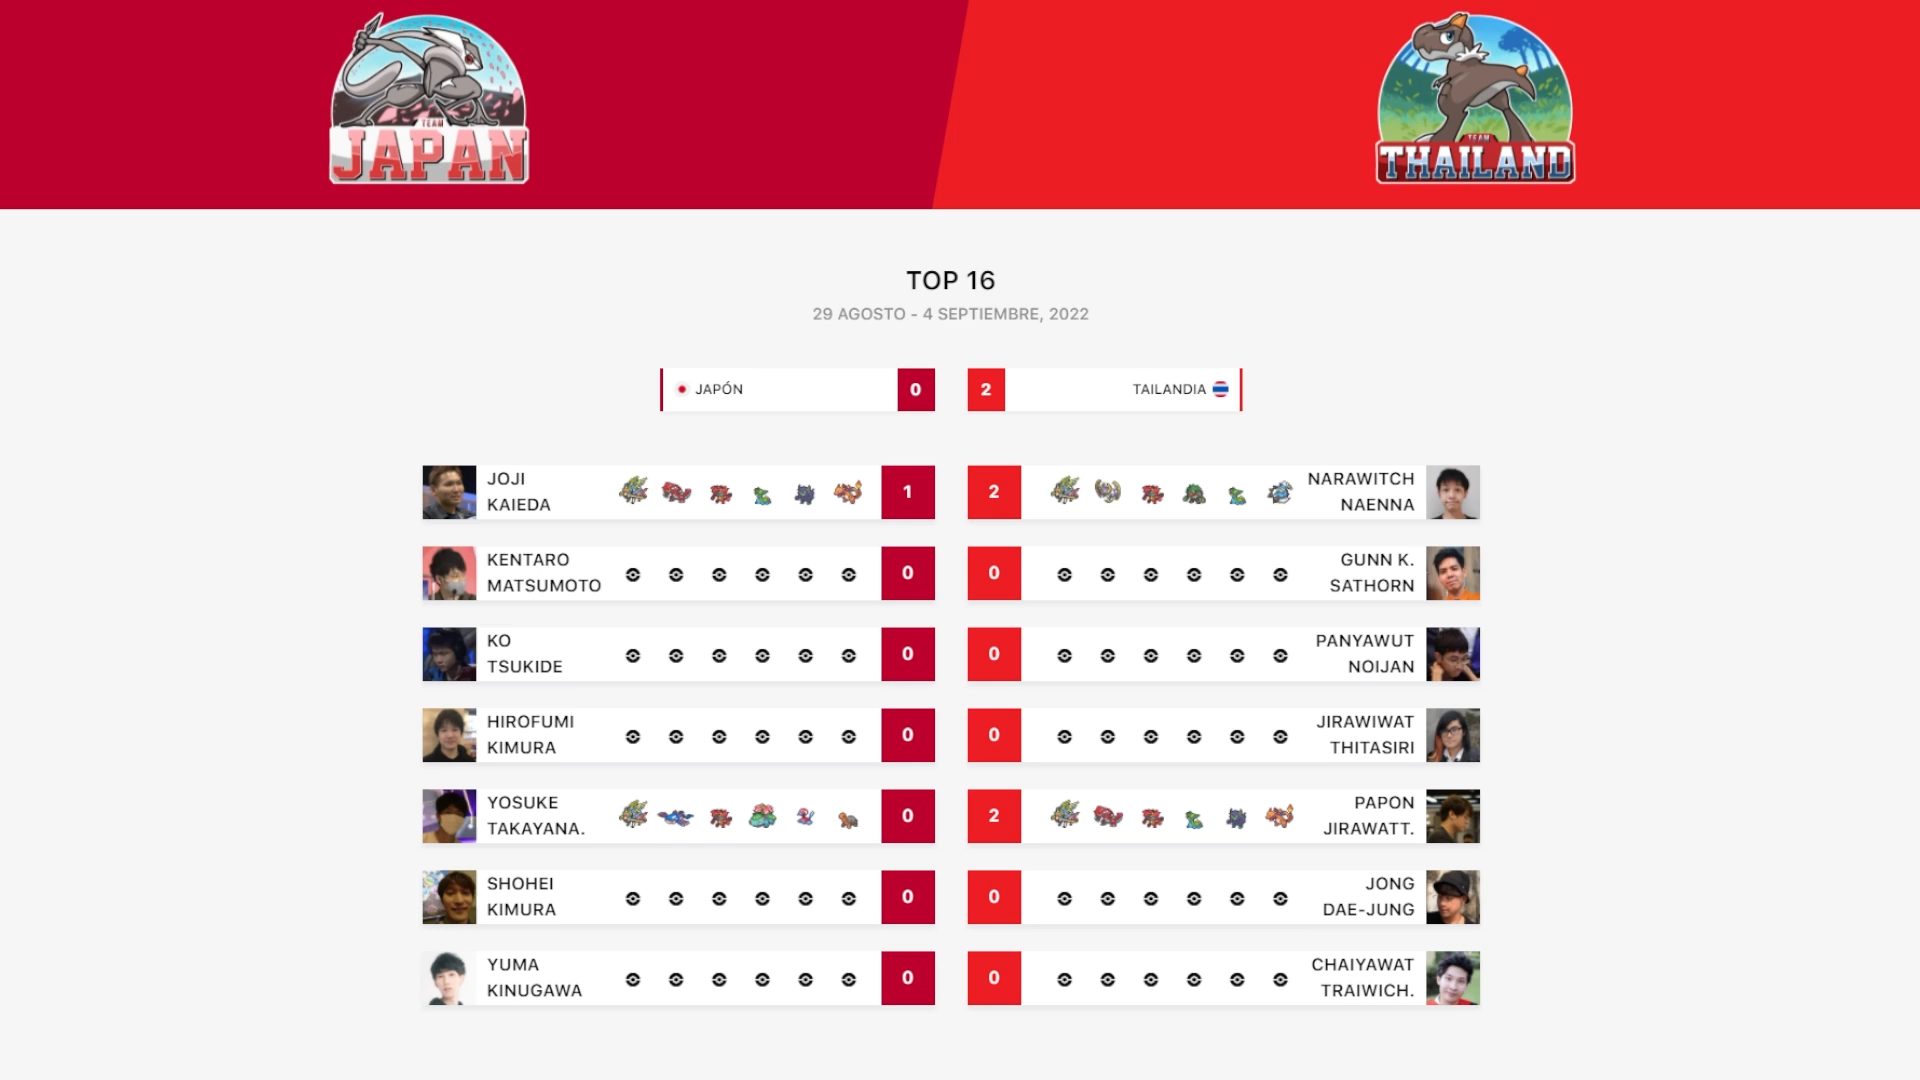 TEAM
JAPAN
TEAM
THAILAND
TOP 16
29 AGOSTO - 4 SEPTIEMBRE, 2022
JAPÓN 0 2 TAILANDIA
JOJI
KAIEDA
1 2
NARAWITCH
NAENNA
KENTARO
MATSUMOTO
0 0
GUNN K.
SATHORN
KO
TSUKIDE
0 0
PANYAWUT
NOIJAN
HIROFUMI
KIMURA
0 0
JIRAWIWAT
THITASIRI
YOSUKE
TAKAYANA.
0 2
PAPON
JIRAWATT.
SHOHEI
KIMURA
0 0
JONG
DAE-JUNG
YUMA
KINUGAWA
0 0
CHAIYAWAT
TRAIWICH.